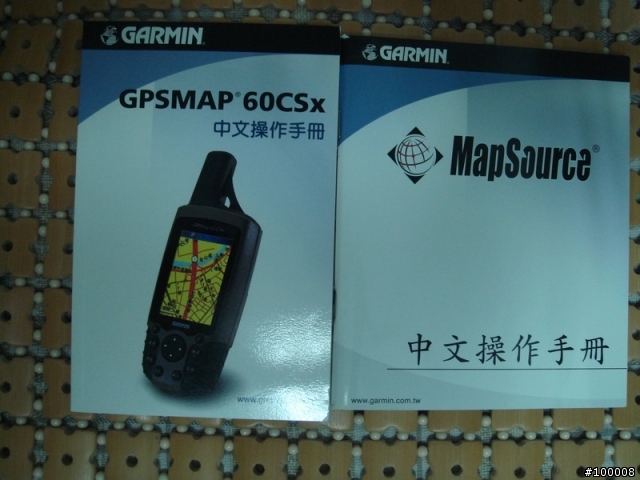 GARMIN
GPSMAP® 60CSx
中文操作手冊
GARMIN
MapSource®
中文操作手冊
www.garmin.com.tw
#100008